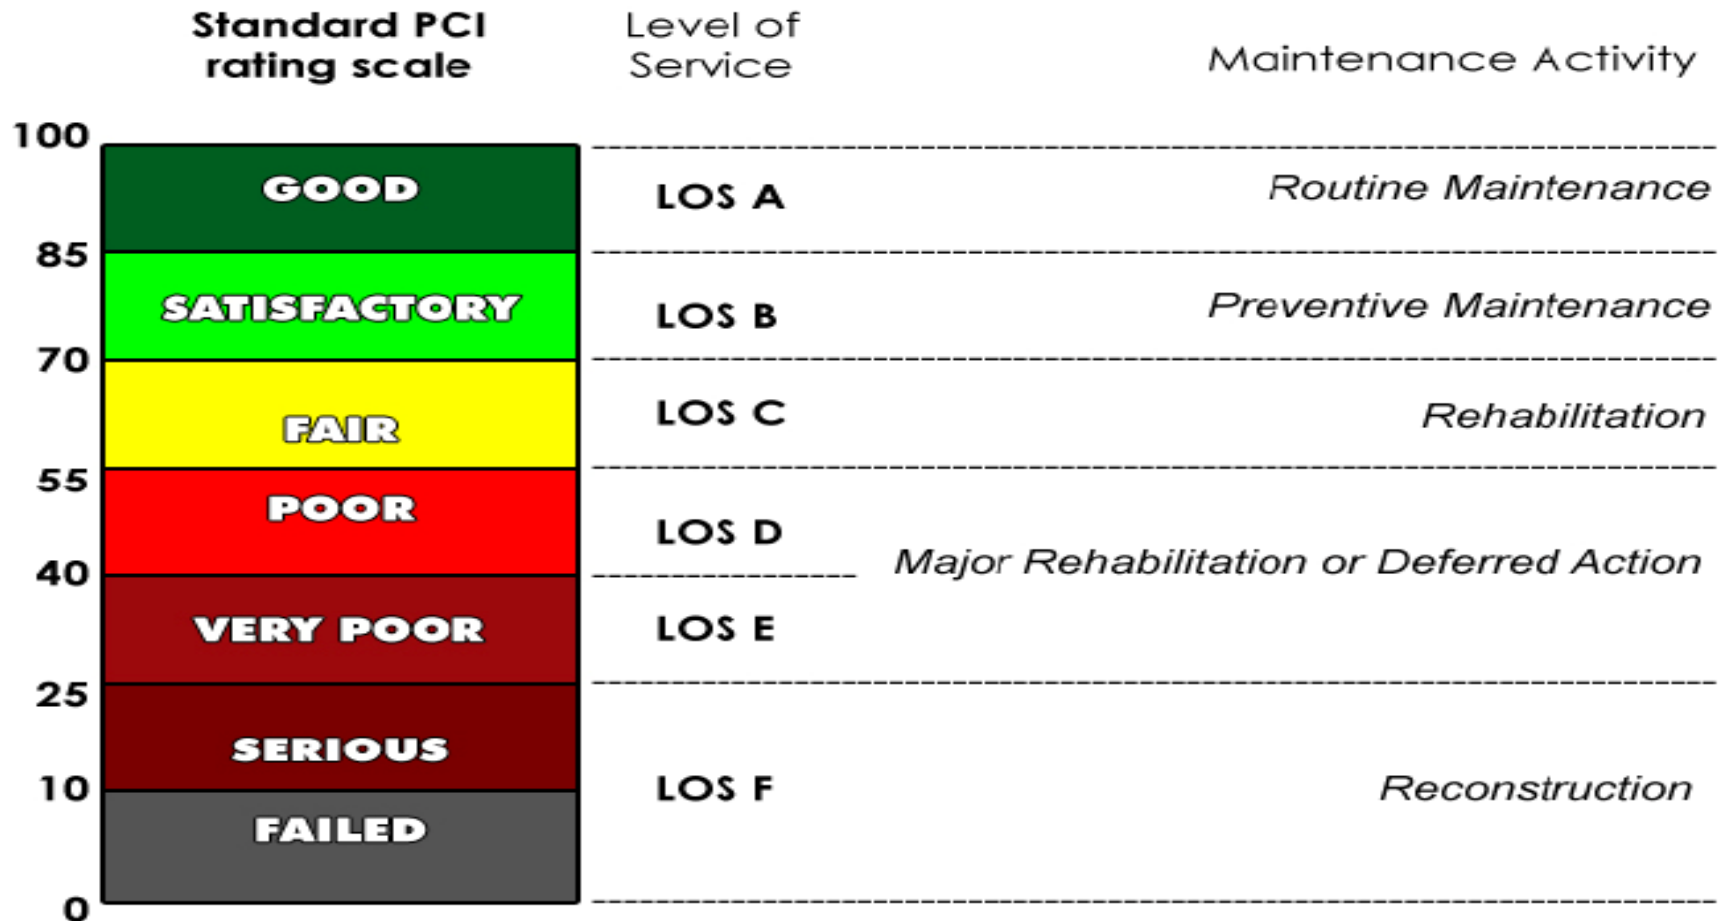 Standard PCI
rating scale
Level of
Service
Maintenance Activity
100
GOOD
LOS A
Routine Maintenance
85
SATISFACTORY
LOS B
Preventive Maintenance
70
FAIR
LOS C
Rehabilitation
55
POOR
LOS D
Major Rehabilitation or Deferred Action
40
VERY POOR
LOS E
25
SERIOUS
10
LOS F
Reconstruction
FAILED
0